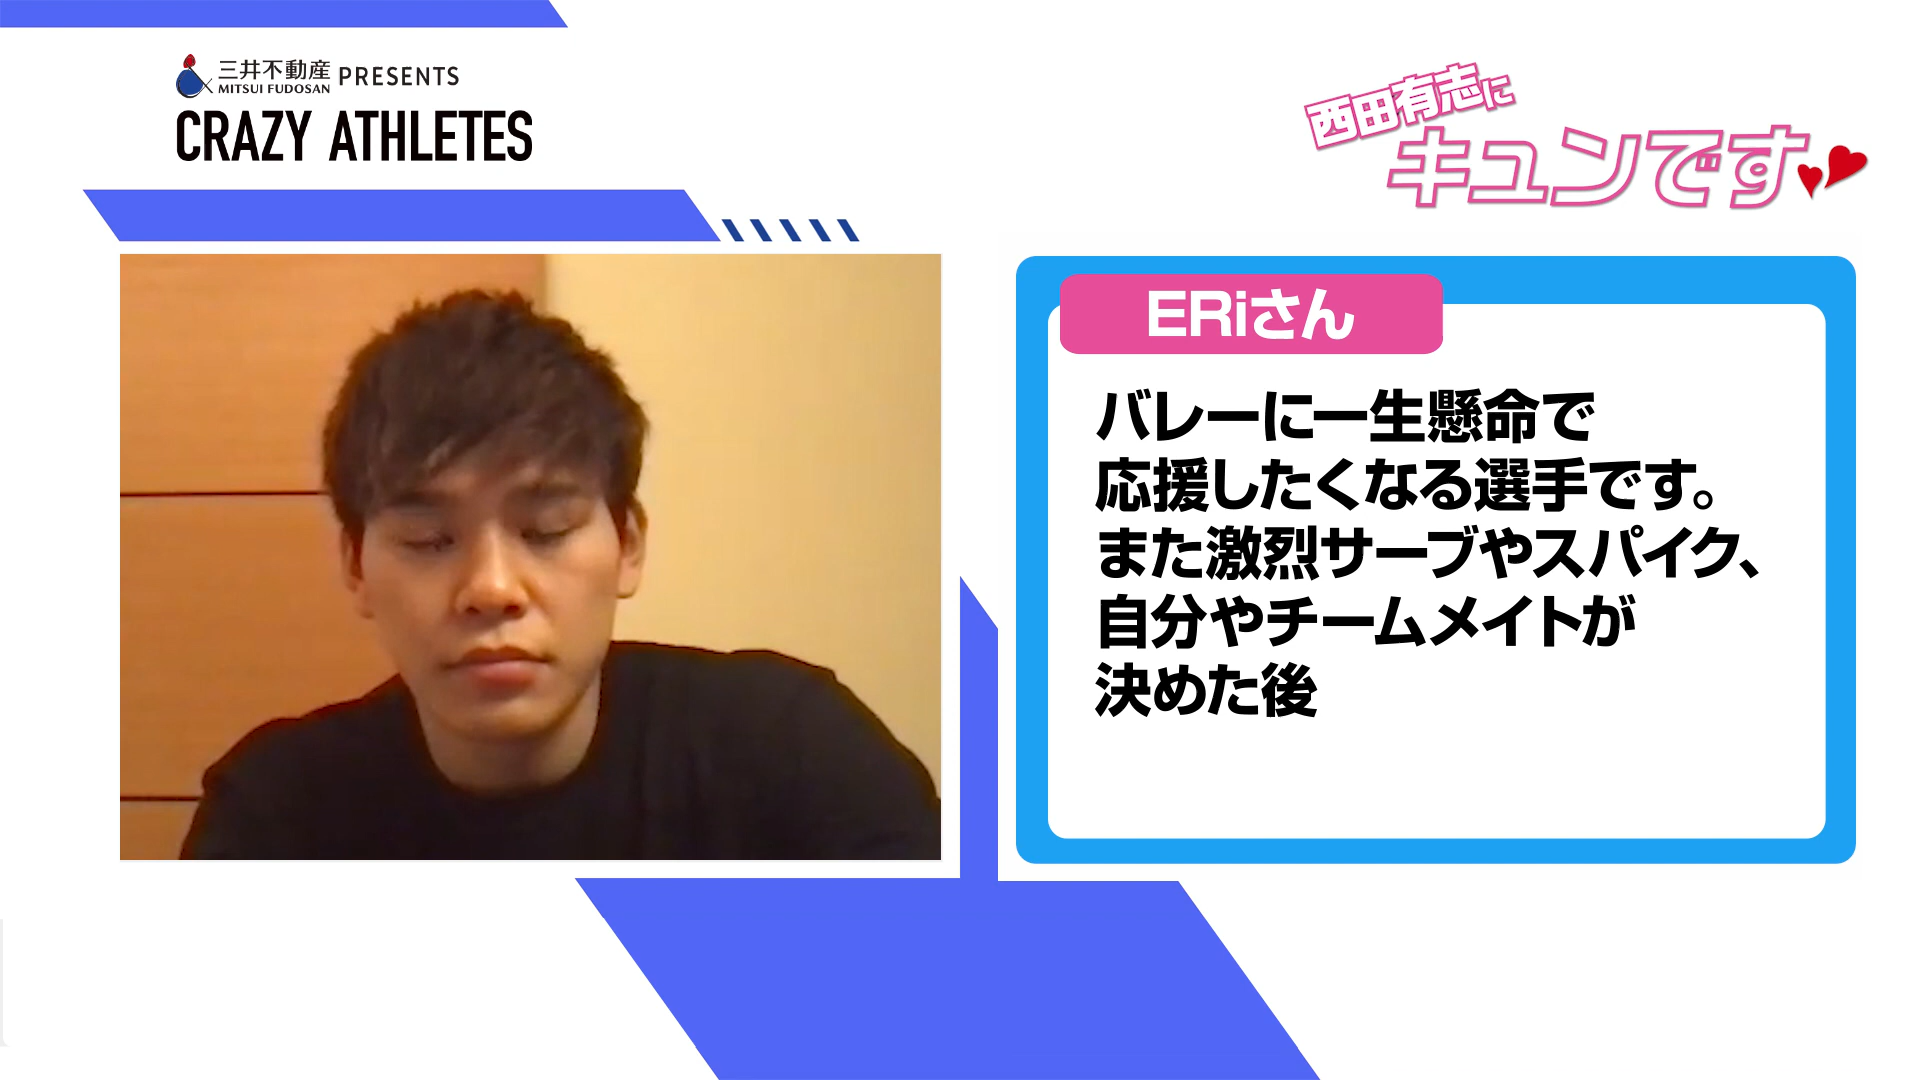 三井不動産
MITSUI FUDOSAN
PRESENTS
CRAZY ATHLETES
西田有志に
キュンです
ERiさん
バレーに一生懸命で
応援したくなる選手です。
また激烈サーブやスパイク、
自分やチームメイトが
決めた後